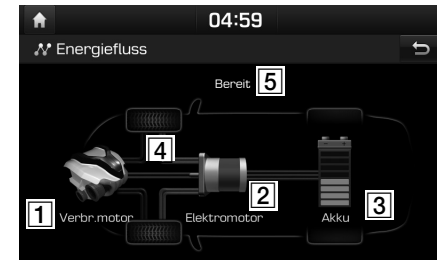 04:59
Energiefluss
Bereit 5
4
1 Verbr.motor Elektromotor 2 Akku 3